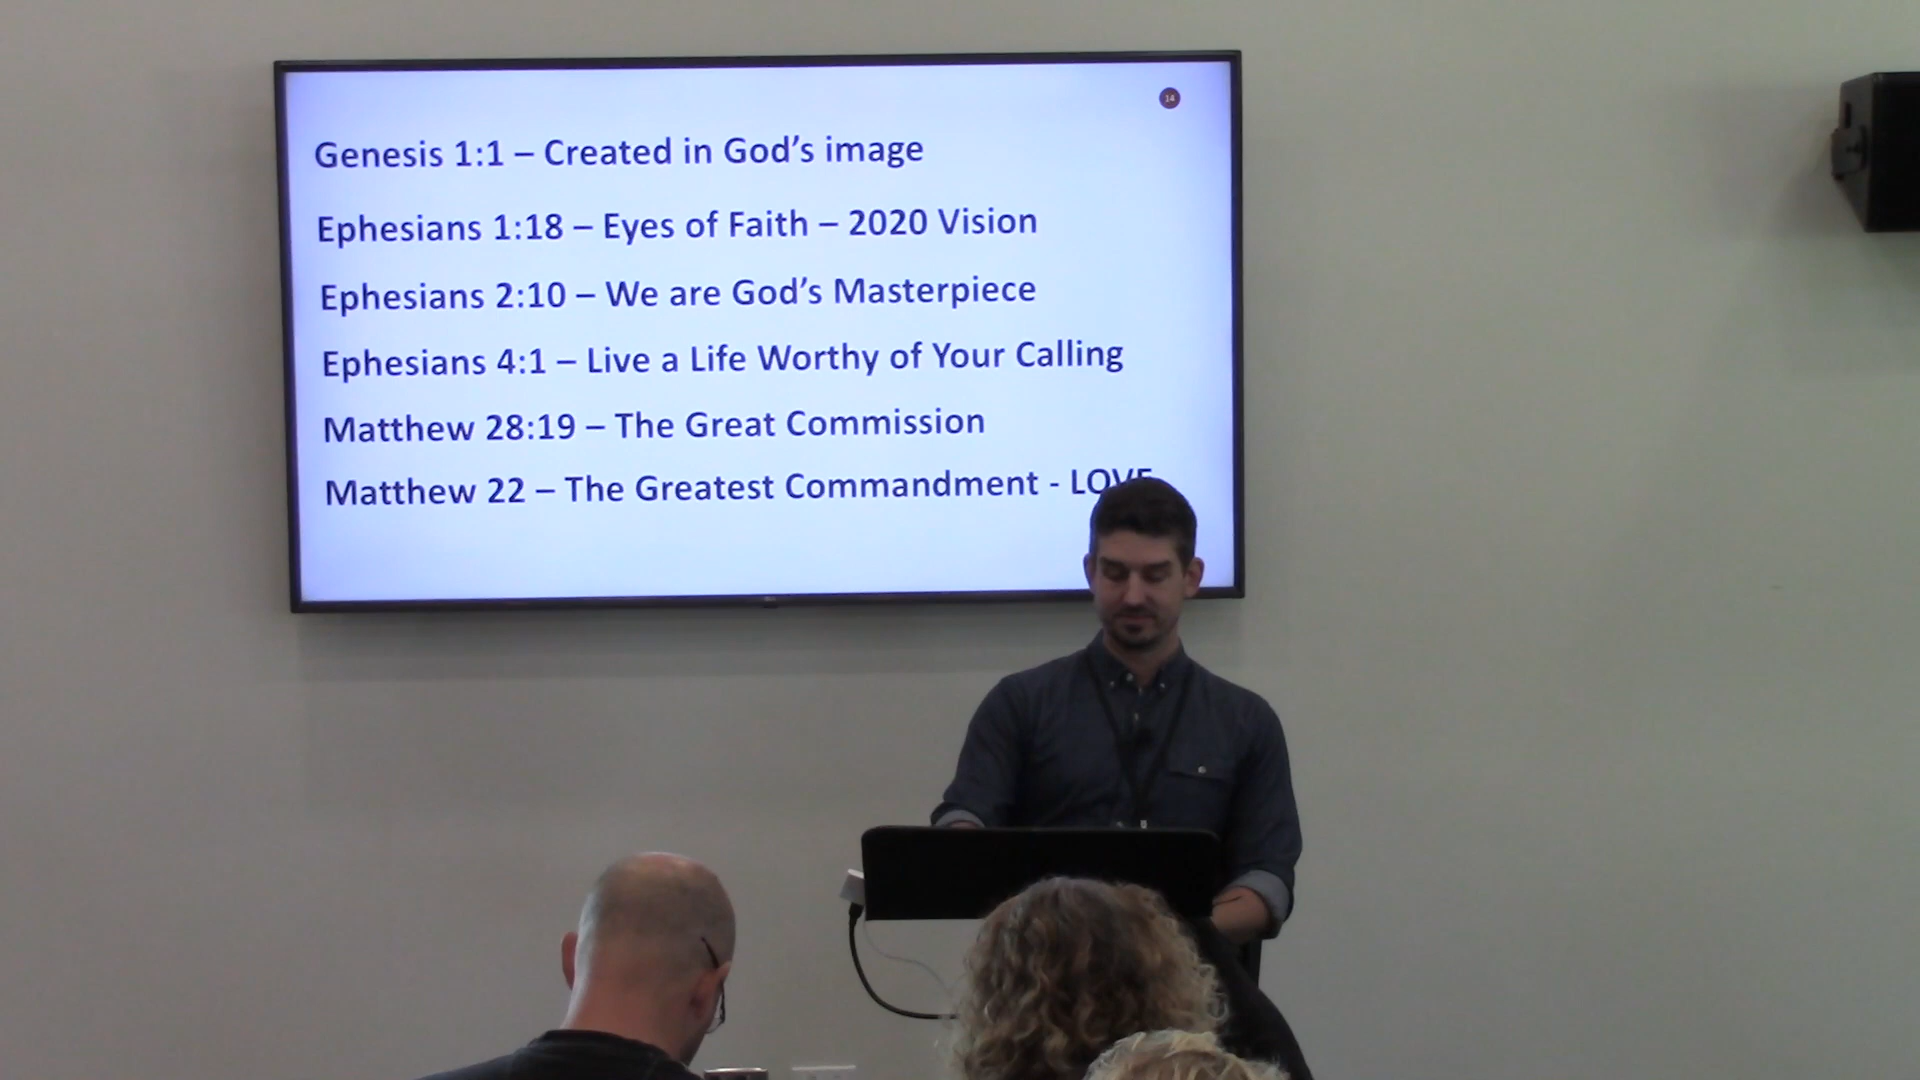 14
Genesis 1:1 – Created in God's image
Ephesians 1:18 – Eyes of Faith – 2020 Vision
Ephesians 2:10 – We are God's Masterpiece
Ephesians 4:1 – Live a Life Worthy of Your Calling
Matthew 28:19 – The Great Commission
Matthew 22 – The Greatest Commandment - LOVE